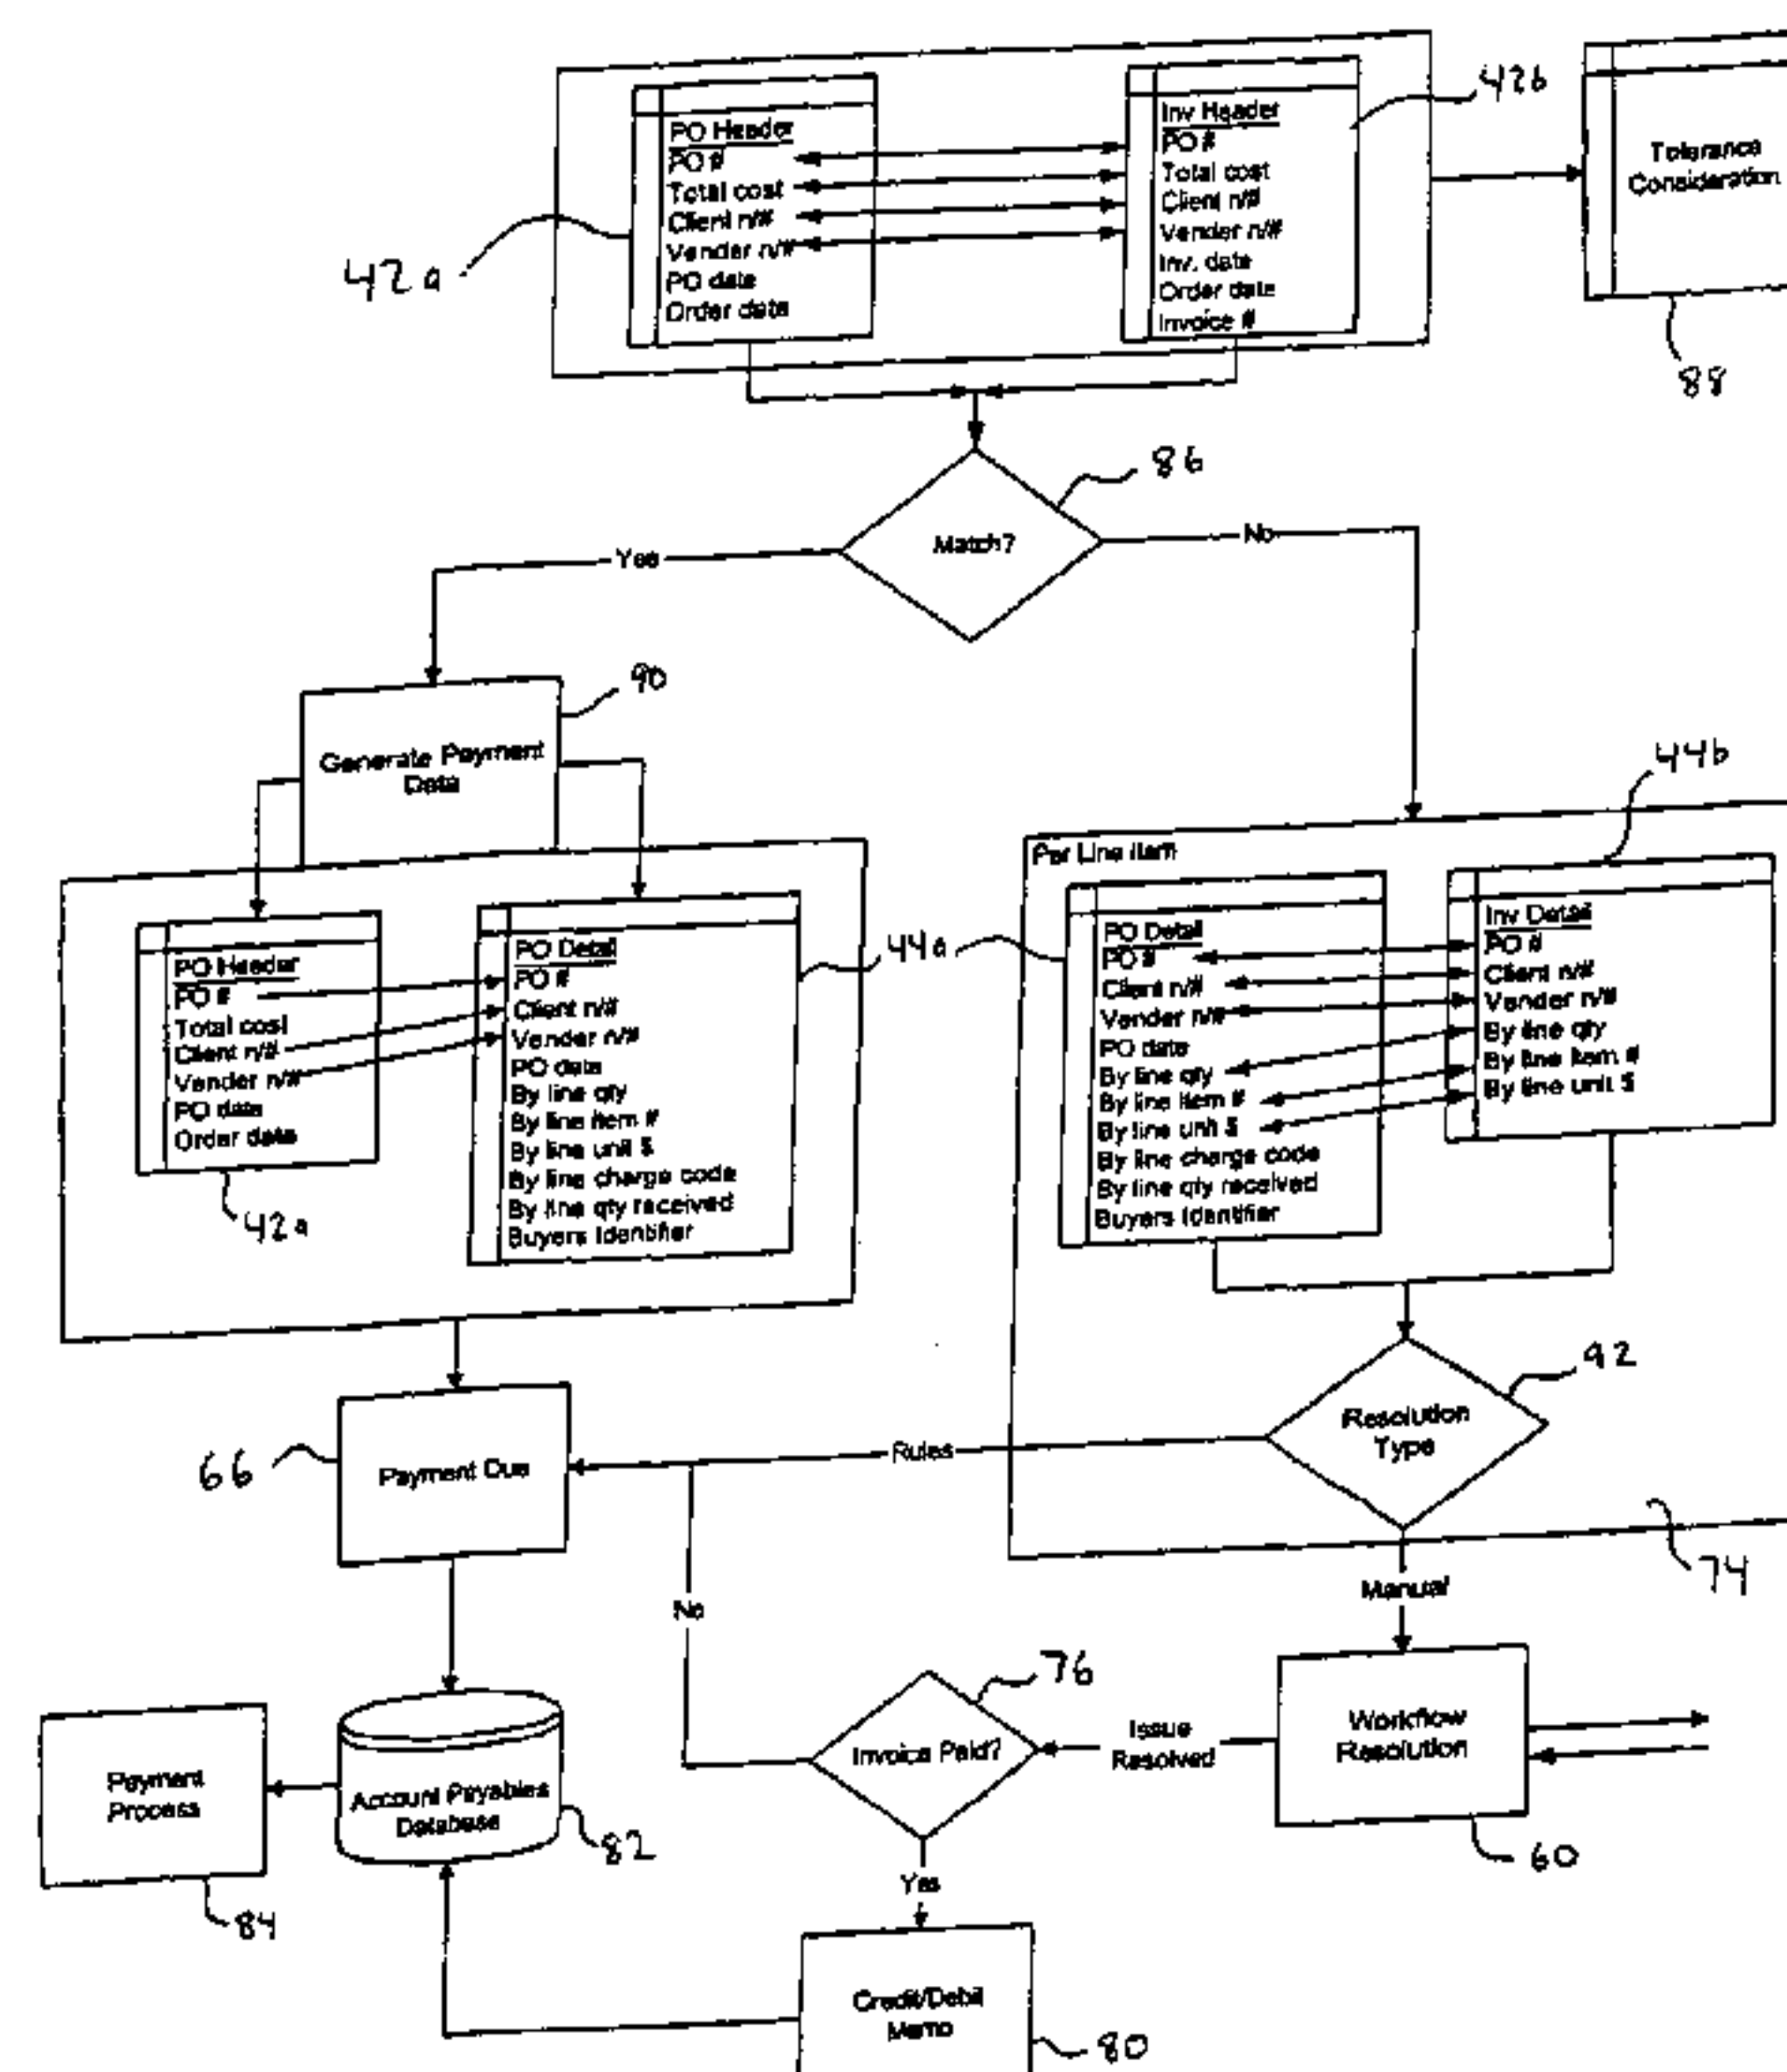 PO Header
PO #
Total cost
Client n/#
Vender n/#
PO date
Order date
42a
Inv Header
PO #
Total cost
Client n/#
Vender n/#
Inv. date
Order date
Invoice #
42b
Tolerance
Consideration
88
Match?
86
Yes
No
Generate Payment
Data
90
PO Header
PO #
Total cost
Client n/#
Vender n/#
PO date
Order date
42a
PO Detail
PO #
Client n/#
Vender n/#
PO date
By line qty
By line item #
By line unit $
By line charge code
By line qty received
Buyers Identifier
44a
Per Line Item
PO Detail
PO #
Client n/#
Vender n/#
PO date
By line qty
By line item #
By line unit $
By line charge code
By line qty received
Buyers Identifier
Inv Detail
PO #
Client n/#
Vender n/#
By line qty
By line item #
By line unit $
44b
Resolution
Type
92
74
Rules
Manual
Payment Due
66
No
Invoice Paid?
76
Issue
Resolved
Workflow
Resolution
60
Payment
Process
84
Account Payables
Database
82
Yes
Credit/Debit
Memo
80